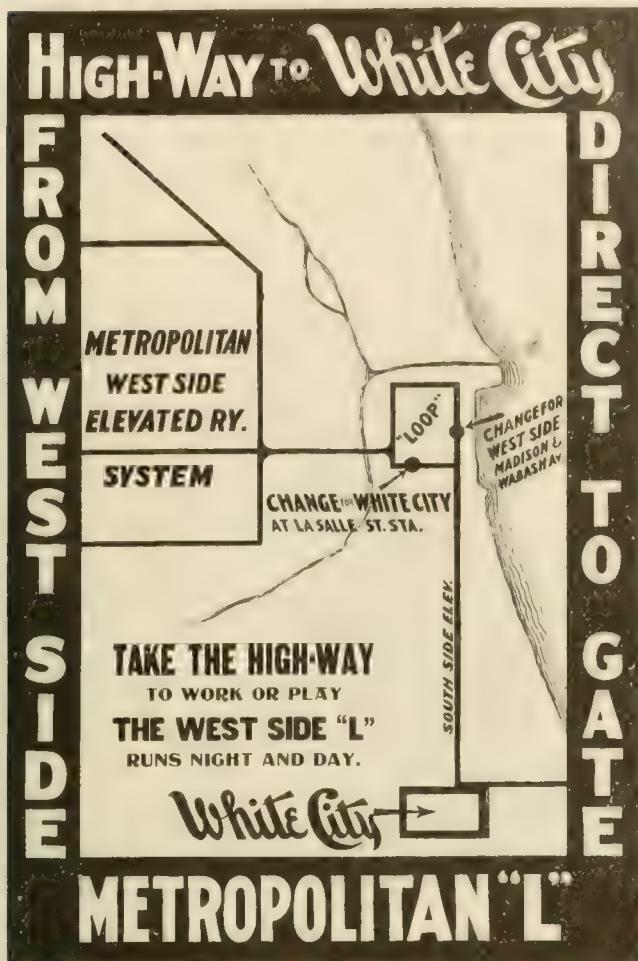 HIGH-WAY TO White City
FROM WEST SIDE
DIRECT TO GATE
METROPOLITAN
WEST SIDE
ELEVATED RY.
SYSTEM
"LOOP"
CHANGE FOR
WEST SIDE
MADISON &
WABASH AV
CHANGE FOR WHITE CITY
AT LA SALLE ST. STA.
SOUTH SIDE ELEV.
TAKE THE HIGH-WAY
TO WORK OR PLAY
THE WEST SIDE "L"
RUNS NIGHT AND DAY.
White City
METROPOLITAN "L"